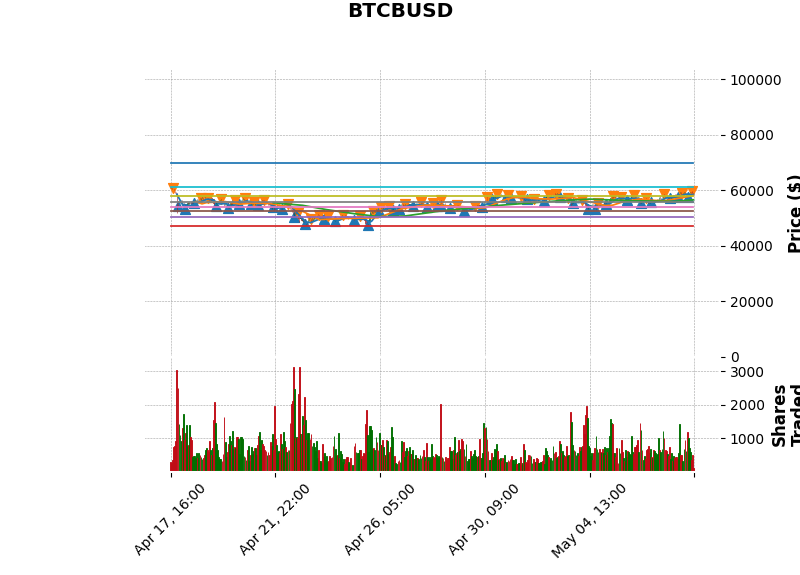 BTCBUSD
100000
80000
60000
40000
20000
0
Price ($)
3000
2000
1000
Shares
Traded
Apr 17, 16:00
Apr 21, 22:00
Apr 26, 05:00
Apr 30, 09:00
May 04, 13:00